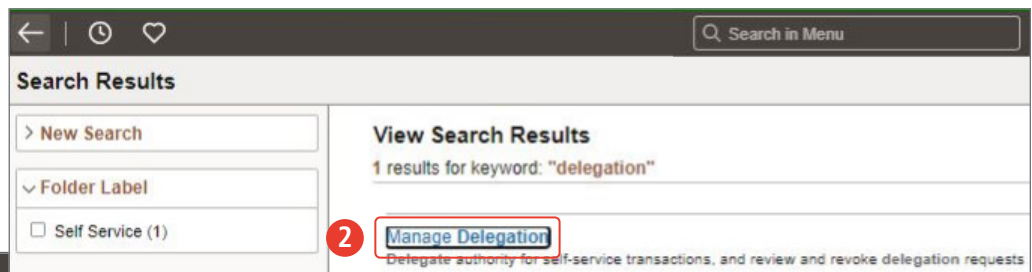 Search in Menu
Search Results
New Search
Folder Label
Self Service (1)
View Search Results
1 results for keyword: "delegation"
2
Manage Delegation
Delegate authority for self-service transactions, and review and revoke delegation requests